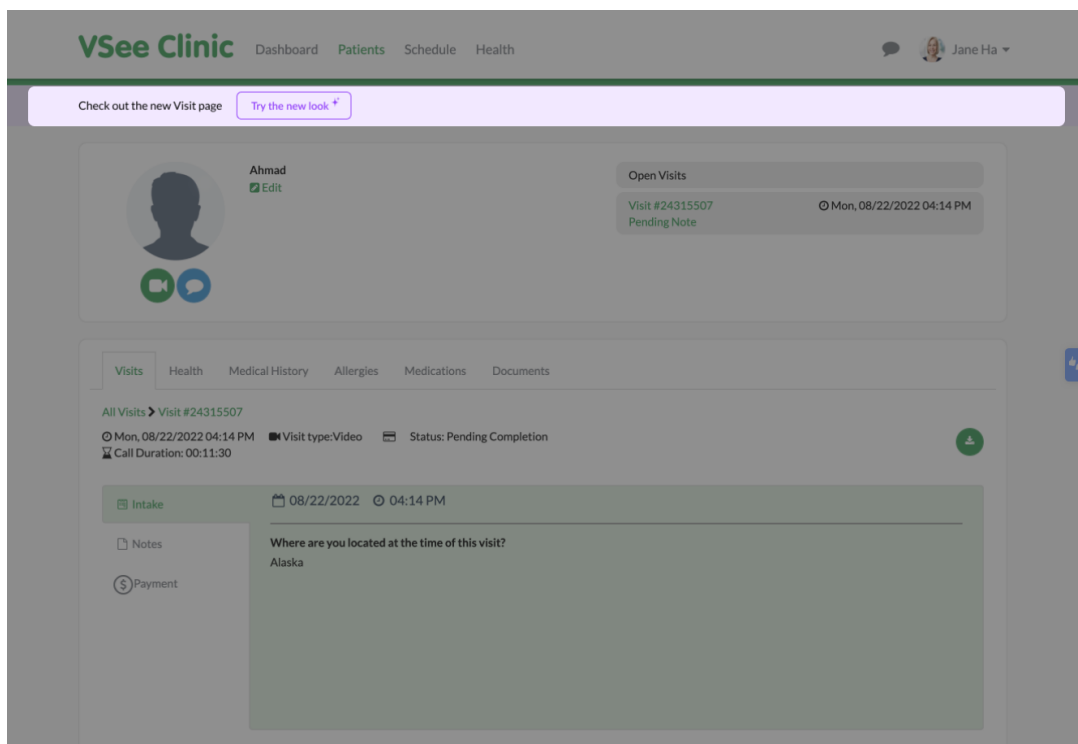 VSee Clinic Dashboard Patients Schedule Health Jane Ha
Check out the new Visit page Try the new look
Ahmad
Edit
Open Visits
Visit #24315507 Mon, 08/22/2022 04:14 PM
Pending Note
Visits Health Medical History Allergies Medications Documents
All Visits Visit #24315507
Mon, 08/22/2022 04:14 PM Visit type:Video Status: Pending Completion
Call Duration: 00:11:30
Intake 08/22/2022 04:14 PM
Notes Where are you located at the time of this visit?
Alaska
Payment